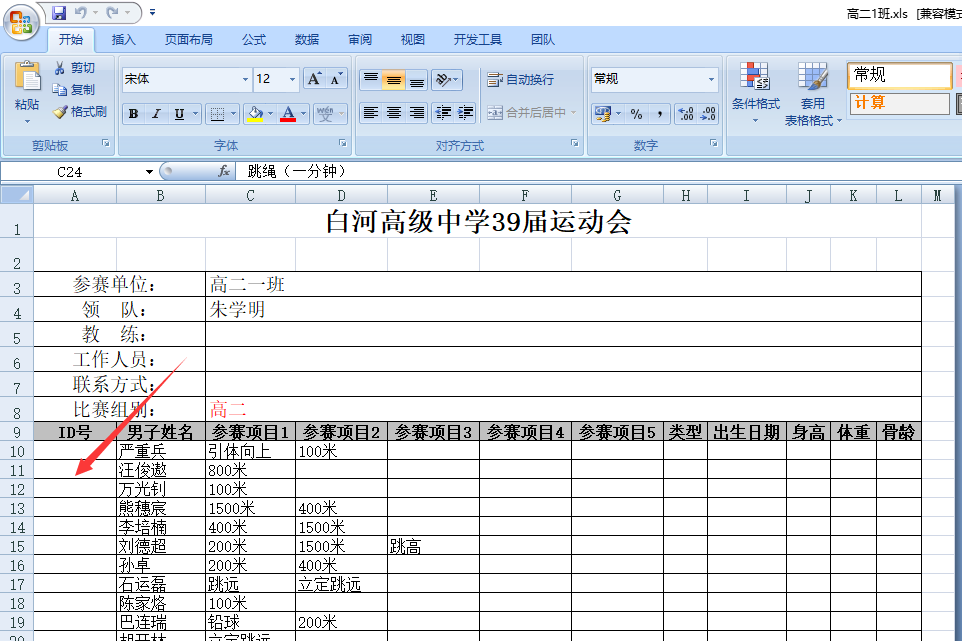 高二1班.xls [兼容模式
开始 插入 页面布局 公式 数据 审阅 视图 开发工具 团队
粘贴 剪切 复制 格式刷 剪贴板
宋体 12 A A B I U A 字体
自动换行 合并后居中 对齐方式
常规 % , 数字
条件格式 套用 表格格式 常规 计算
C24 fx 跳绳（一分钟）
A B C D E F G H I J K L M
1 白河高级中学39届运动会
2
3 参赛单位： 高二一班
4 领 队： 朱学明
5 教 练：
6 工作人员：
7 联系方式：
8 比赛组别： 高二
9 ID号 男子姓名 参赛项目1 参赛项目2 参赛项目3 参赛项目4 参赛项目5 类型 出生日期 身高 体重 骨龄
10 严重兵 引体向上 100米
11 汪俊遨 800米
12 万光钊 100米
13 熊穗宸 1500米 400米
14 李培楠 400米 1500米
15 刘德超 200米 1500米 跳高
16 孙卓 200米 400米
17 石运磊 跳远 立定跳远
18 陈家烙 100米
19 巴连瑞 铅球 200米
20 胡开林 立定跳远